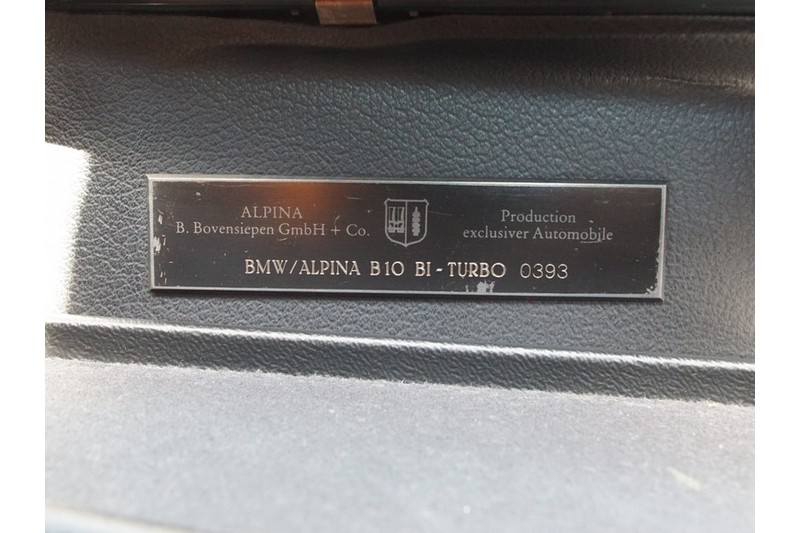 ALPINA
B. Bovensiepen GmbH + Co.
Production
exclusiver Automobile
BMW/ALPINA B10 BI-TURBO 0393